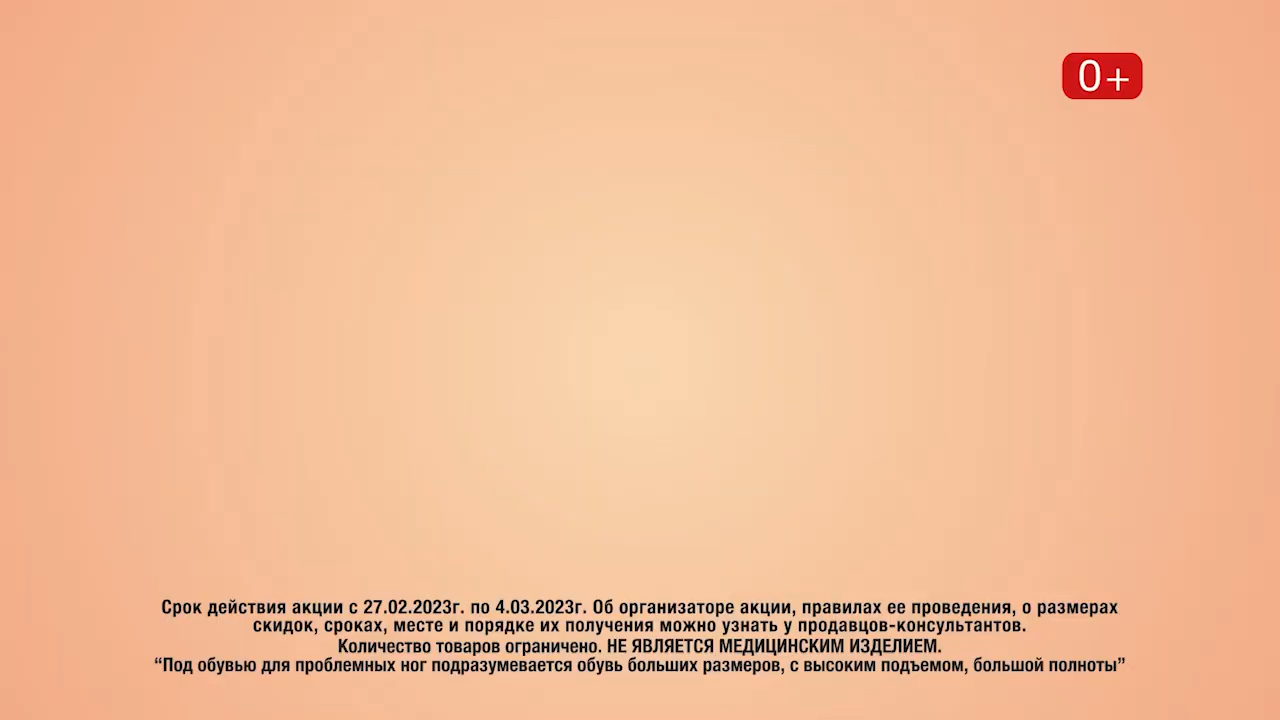 0+
Срок действия акции с 27.02.2023г. по 4.03.2023г. Об организаторе акции, правилах ее проведения, о размерах
скидок, сроках, месте и порядке их получения можно узнать у продавцов-консультантов.
Количество товаров ограничено. НЕ ЯВЛЯЕТСЯ МЕДИЦИНСКИМ ИЗДЕЛИЕМ.
“Под обувью для проблемных ног подразумевается обувь больших размеров, с высоким подъемом, большой полноты”